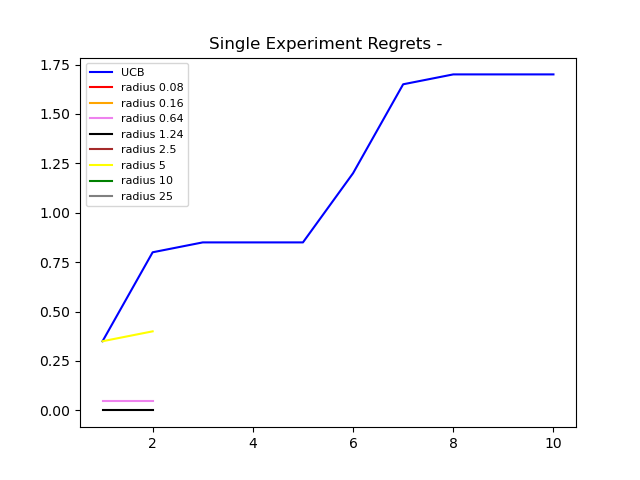 Single Experiment Regrets -
1.75
1.50
1.25
1.00
0.75
0.50
0.25
0.00
UCB
radius 0.08
radius 0.16
radius 0.64
radius 1.24
radius 2.5
radius 5
radius 10
radius 25
2 4 6 8 10